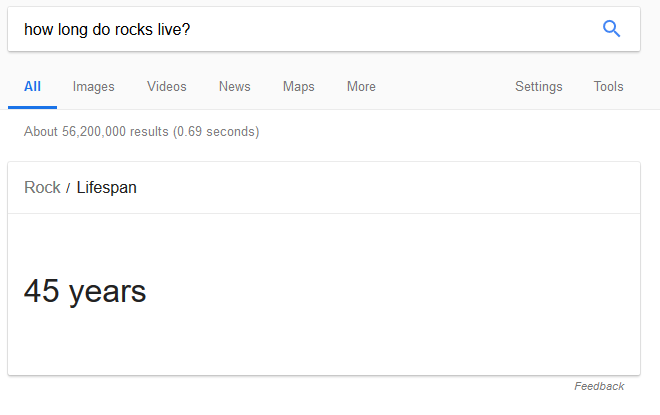 how long do rocks live?
All Images Videos News Maps More Settings Tools
About 56,200,000 results (0.69 seconds)
Rock / Lifespan
45 years
Feedback